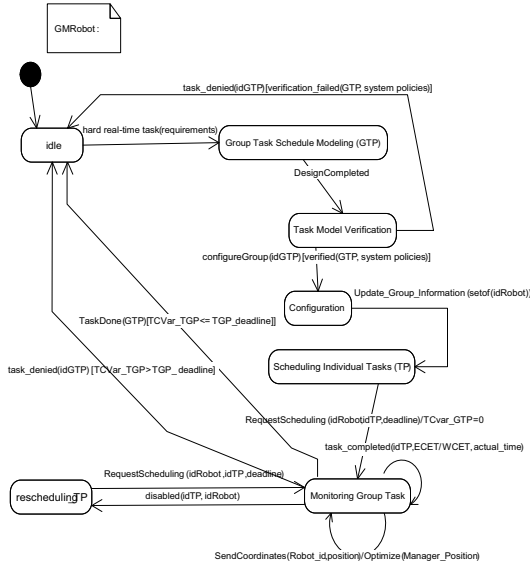 GMRobot :
task_denied(idGTP)[verification_failed(GTP, system policies)]
hard real-time task(requirements)
idle
Group Task Schedule Modeling (GTP)
DesignCompleted
Task Model Verification
configureGroup(idGTP)[verified(GTP, system policies)]
Update_Group_Information (setof(idRobot))
Configuration
TaskDone(GTP)[TCVar_TGP<= TGP_deadline]]
Scheduling Individual Tasks (TP)
task_denied(idGTP) [TCVar_TGP> TGP_deadline]
RequestScheduling (idRobot,idTP,deadline)/TCvar_GTP=0
task_completed(idTP,ECET/WCET, actual_time)
RequestScheduling (idRobot ,idTP,deadline)
rescheduling_TP
disabled(idTP, idRobot)
Monitoring Group Task
SendCoordinates(Robot_id,position)/Optimize(Manager_Position)